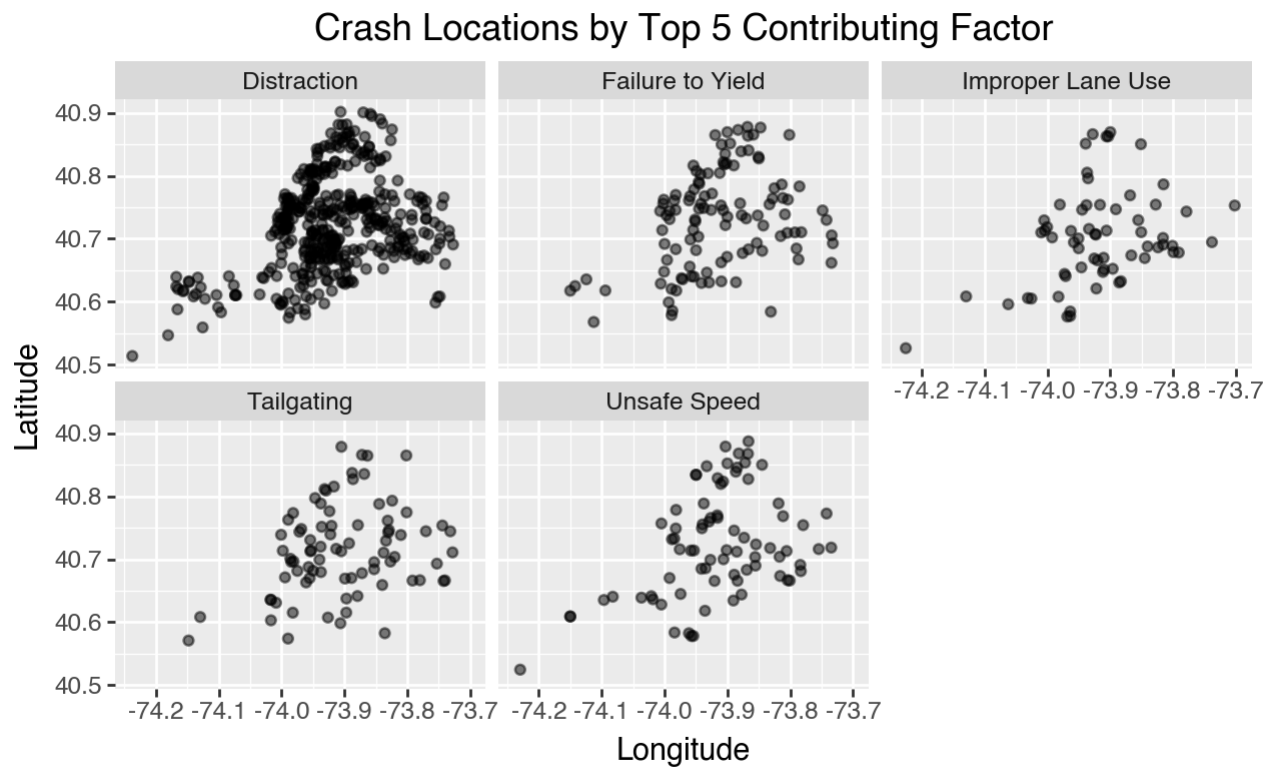 Crash Locations by Top 5 Contributing Factor
Distraction
Failure to Yield
Improper Lane Use
40.9
40.8
40.7
40.6
40.5
-74.2 -74.1 -74.0 -73.9 -73.8 -73.7
Latitude
Tailgating
Unsafe Speed
40.9
40.8
40.7
40.6
40.5
-74.2 -74.1 -74.0 -73.9 -73.8 -73.7
-74.2 -74.1 -74.0 -73.9 -73.8 -73.7
Longitude